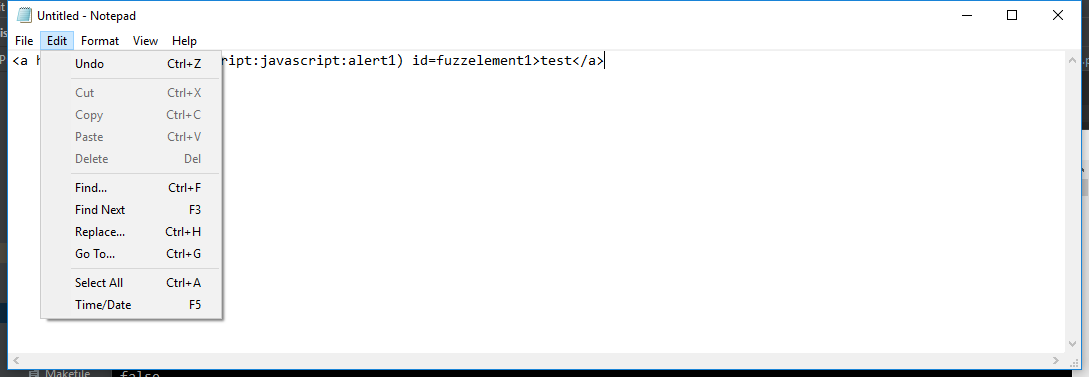 Untitled - Notepad
File Edit Format View Help
<a h ript:javascript:alert1) id=fuzzelement1>test</a>
Undo Ctrl+Z
Cut Ctrl+X
Copy Ctrl+C
Paste Ctrl+V
Delete Del
Find... Ctrl+F
Find Next F3
Replace... Ctrl+H
Go To... Ctrl+G
Select All Ctrl+A
Time/Date F5
Makefile false